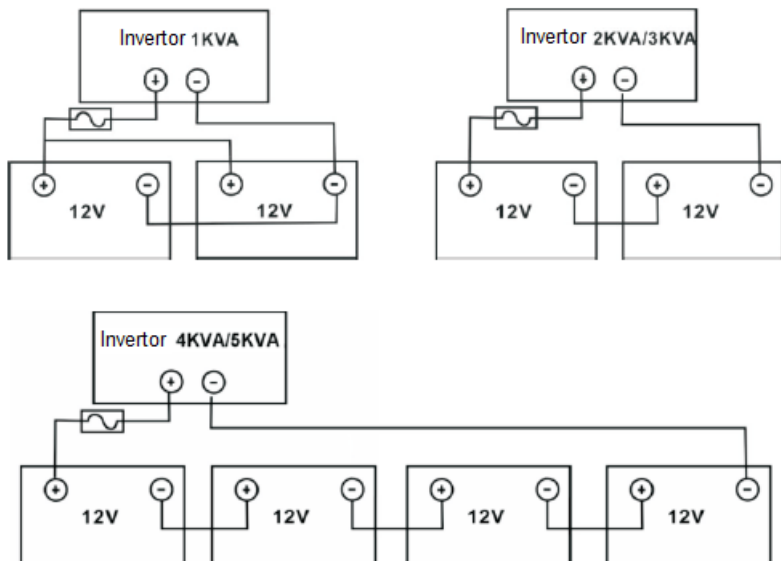 Invertor 1KVA
+ -
+ - + -
12V 12V
Invertor 2KVA/3KVA
+ -
+ - + -
12V 12V
Invertor 4KVA/5KVA
+ -
+ - + - + - + -
12V 12V 12V 12V